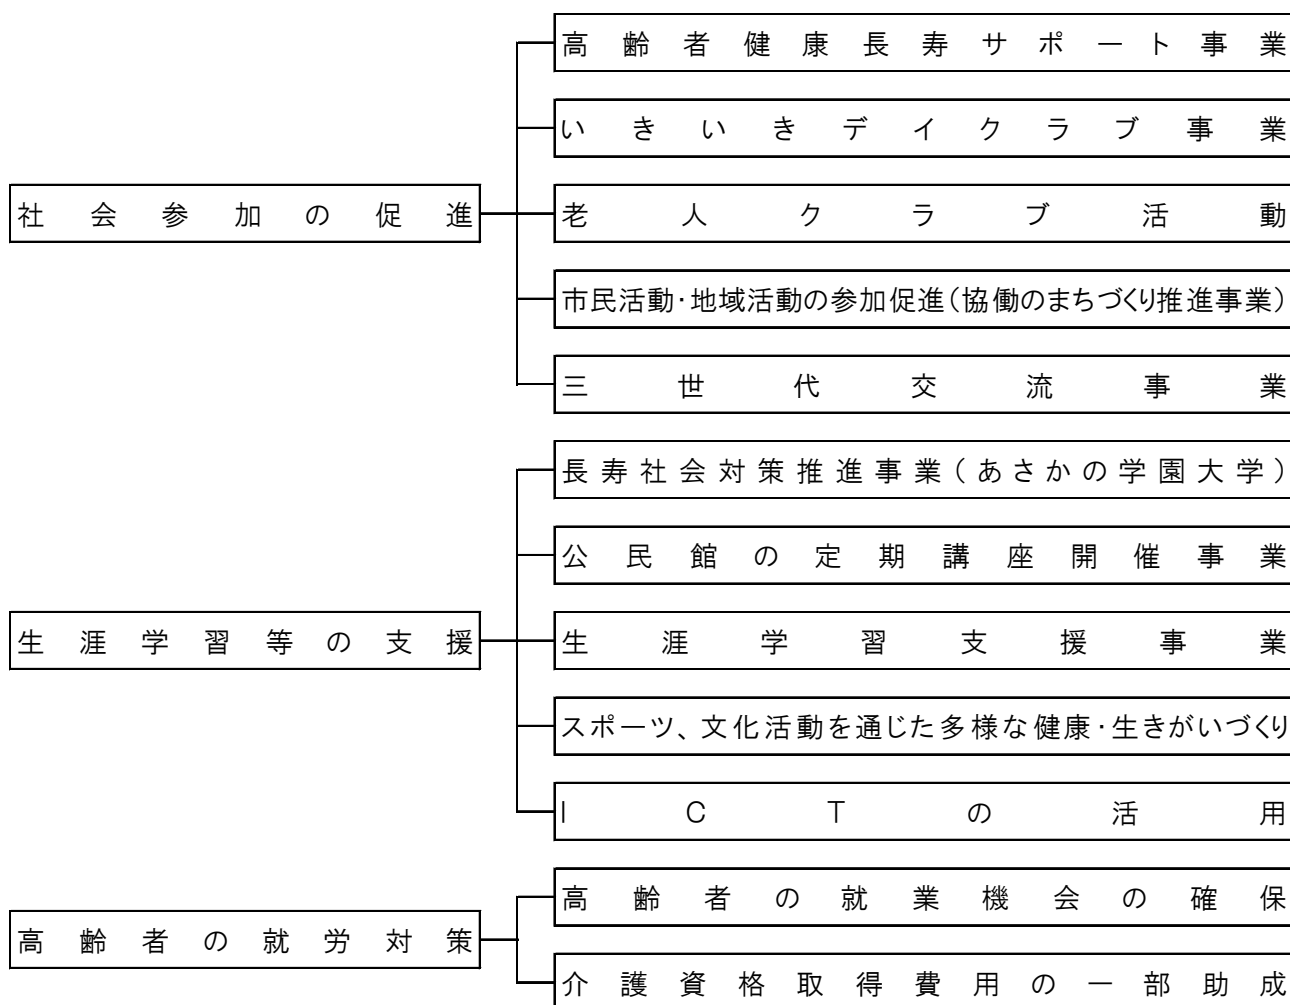 社会参加の促進
高齢者健康長寿サポート事業
いきいきデイクラブ事業
老人クラブ活動
市民活動・地域活動の参加促進（協働のまちづくり推進事業）
三世代交流事業
生涯学習等の支援
長寿社会対策推進事業（あさかの学園大学）
公民館の定期講座開催事業
生涯学習支援事業
スポーツ、文化活動を通じた多様な健康・生きがいづくり
ICTの活用
高齢者の就労対策
高齢者の就業機会の確保
介護資格取得費用の一部助成